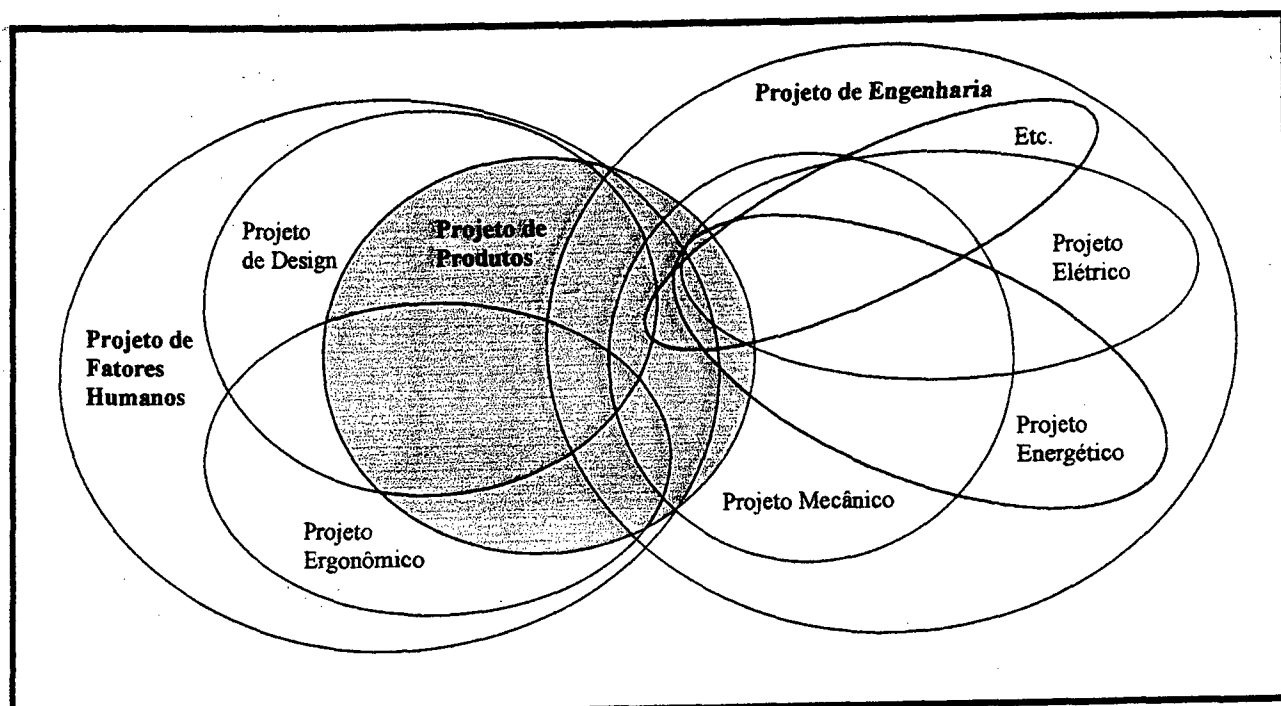 Projeto de Engenharia
Etc.
Projeto
de Design
Projeto de
Produtos
Projeto
Elétrico
Projeto de
Fatores
Humanos
Projeto
Energético
Projeto Mecânico
Projeto
Ergonômico